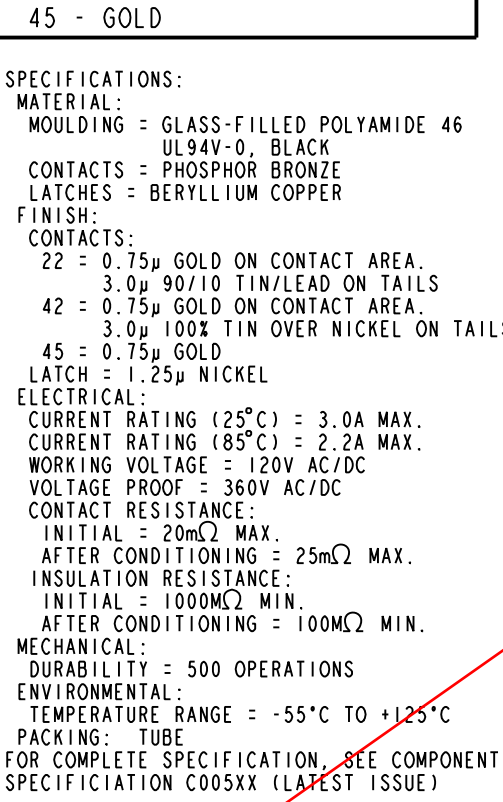 45 - GOLD
SPECIFICATIONS:
MATERIAL:
MOULDING = GLASS-FILLED POLYAMIDE 46
UL94V-0, BLACK
CONTACTS = PHOSPHOR BRONZE
LATCHES = BERYLLIUM COPPER
FINISH:
CONTACTS:
22 = 0.75µ GOLD ON CONTACT AREA.
3.0µ 90/10 TIN/LEAD ON TAILS
42 = 0.75µ GOLD ON CONTACT AREA.
3.0µ 100% TIN OVER NICKEL ON TAILS
45 = 0.75µ GOLD
LATCH = 1.25µ NICKEL
ELECTRICAL:
CURRENT RATING (25°C) = 3.0A MAX.
CURRENT RATING (85°C) = 2.2A MAX.
WORKING VOLTAGE = 120V AC/DC
VOLTAGE PROOF = 360V AC/DC
CONTACT RESISTANCE:
INITIAL = 20mΩ MAX.
AFTER CONDITIONING = 25mΩ MAX.
INSULATION RESISTANCE:
INITIAL = 1000MΩ MIN.
AFTER CONDITIONING = 100MΩ MIN.
MECHANICAL:
DURABILITY = 500 OPERATIONS
ENVIRONMENTAL:
TEMPERATURE RANGE = -55°C TO +125°C
PACKING: TUBE
FOR COMPLETE SPECIFICATION, SEE COMPONENT
SPECIFICIATION C005XX (LATEST ISSUE)